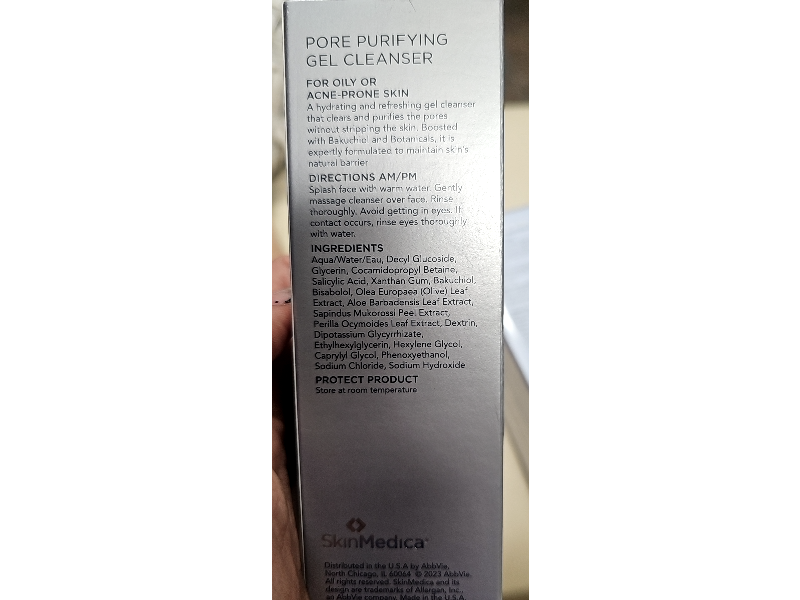 PORE PURIFYING
GEL CLEANSER
FOR OILY OR
ACNE-PRONE SKIN
A hydrating and refreshing gel cleanser
that clears and purifies the pores
without stripping the skin. Boosted
with Bakuchiol and Botanicals, it is
expertly formulated to maintain skin's
natural barrier
DIRECTIONS AM/PM
Splash face with warm water. Gently
massage cleanser over face. Rinse
thoroughly. Avoid getting in eyes. If
contact occurs, rinse eyes thoroughly
with water.
INGREDIENTS
Aqua/Water/Eau, Decyl Glucoside,
Glycerin, Cocamidopropyl Betaine,
Salicylic Acid, Xanthan Gum, Bakuchiol,
Bisabolol, Olea Europaea (Olive) Leaf
Extract, Aloe Barbadensis Leaf Extract,
Sapindus Mukorossi Peel Extract,
Perilla Ocymoides Leaf Extract, Dextrin,
Dipotassium Glycyrrhizate,
Ethylhexylglycerin, Hexylene Glycol,
Caprylyl Glycol, Phenoxyethanol,
Sodium Chloride, Sodium Hydroxide
PROTECT PRODUCT
Store at room temperature
SkinMedica
Distributed in the U.S.A by AbbVie
North Chicago, IL 60064 © 2023 AbbVie.
All rights reserved. SkinMedica and its
design are trademarks of Allergan, Inc.,
an AbbVie company. Made in the U.S.A.